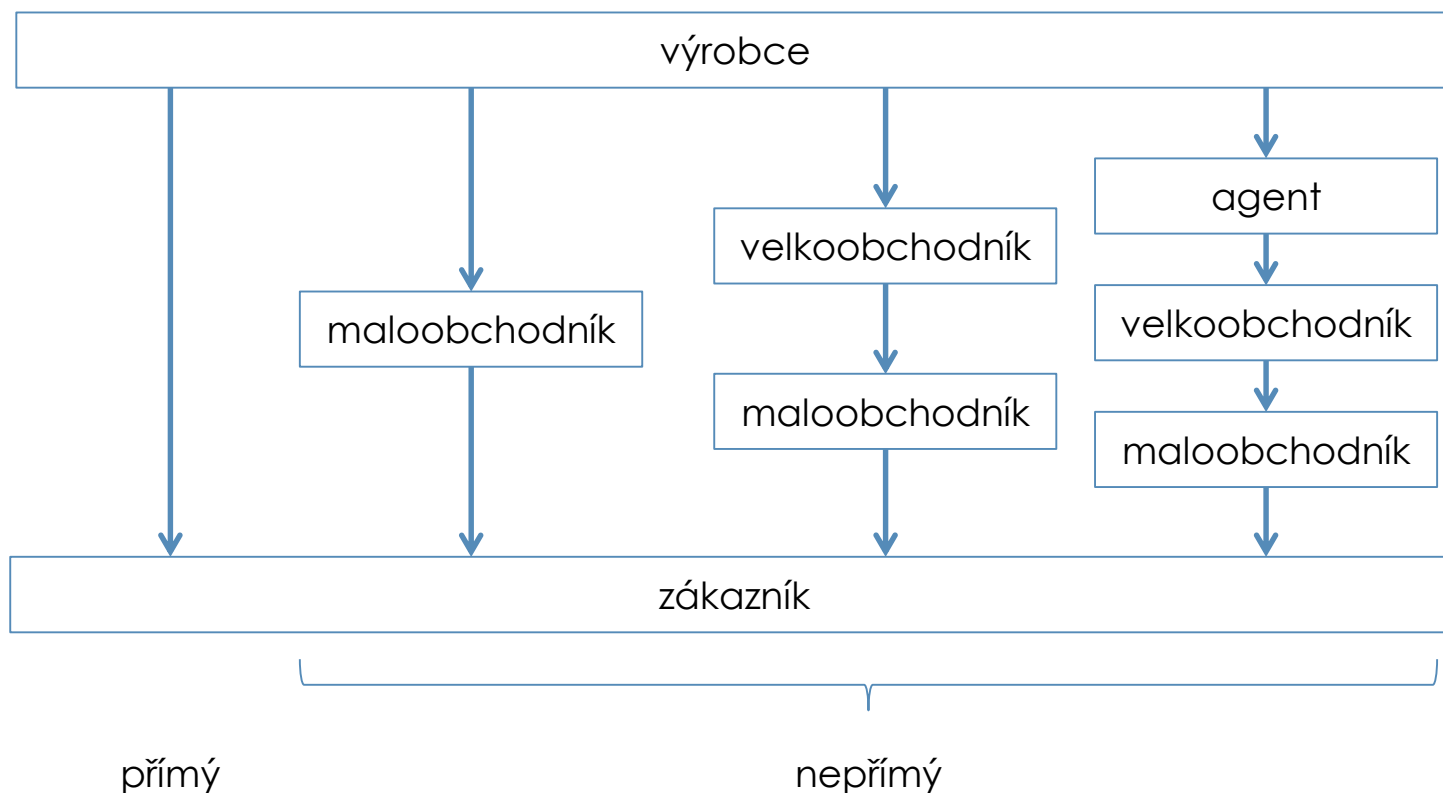 výrobce
agent
velkoobchodník
velkoobchodník
maloobchodník
maloobchodník
maloobchodník
zákazník
přímý
nepřímý